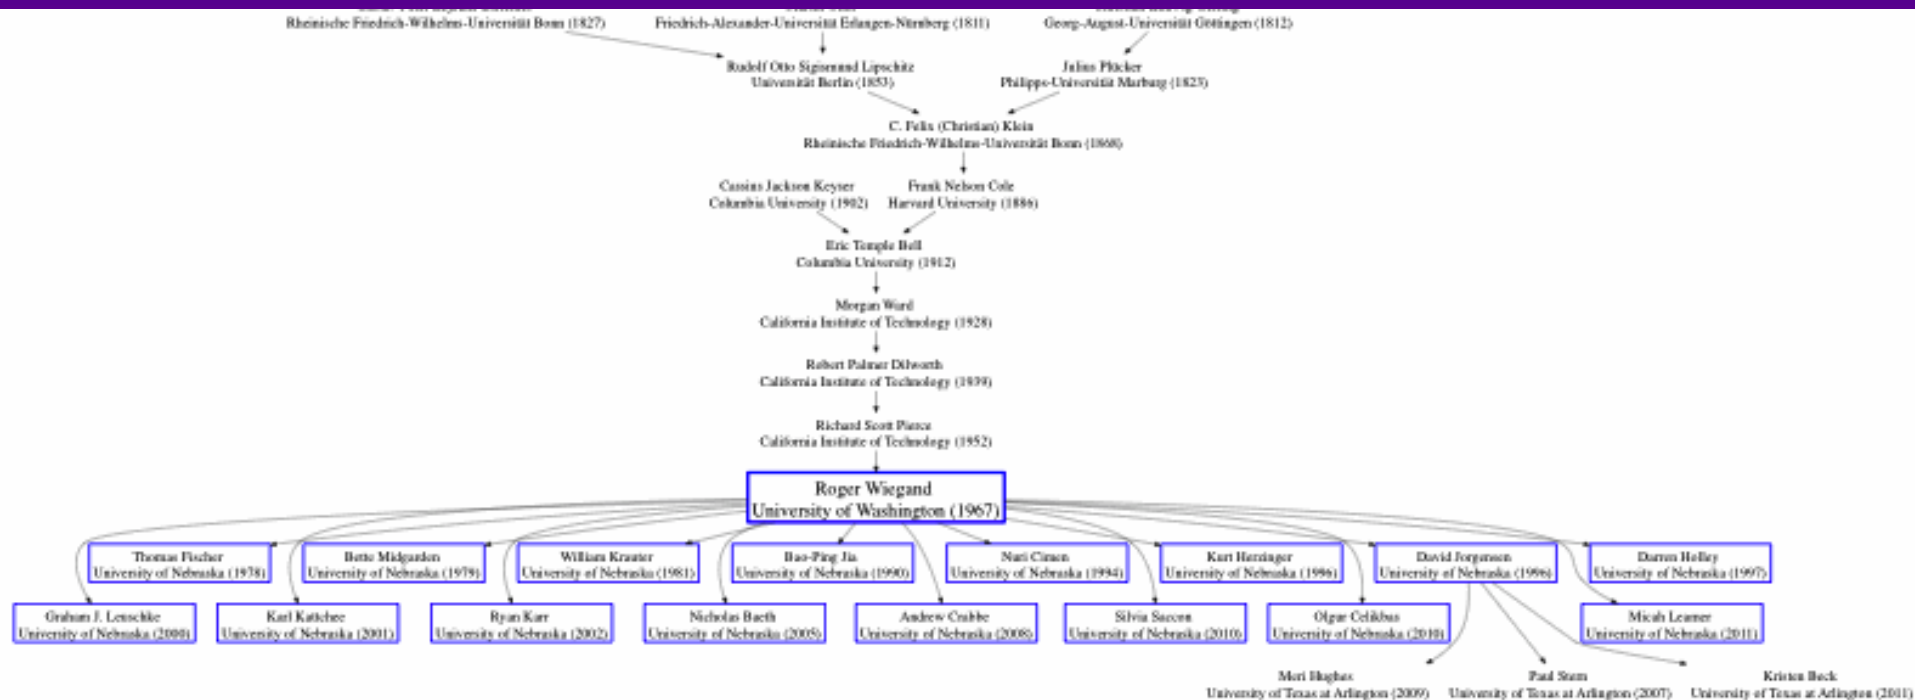 Rheinische Friedrich-Wilhelms-Universität Bonn (1827)
Friedrich-Alexander-Universität Erlangen-Nürnberg (1811)
Georg-August-Universität Göttingen (1812)
Rudolf Otto Sigismund Lipschitz
Universität Berlin (1853)
Julius Plücker
Philipps-Universität Marburg (1823)
C. Felix (Christian) Klein
Rheinische Friedrich-Wilhelms-Universität Bonn (1868)
Cassius Jackson Keyser
Columbia University (1902)
Frank Nelson Cole
Harvard University (1886)
Eric Temple Bell
Columbia University (1912)
Morgan Ward
California Institute of Technology (1928)
Robert Palmer Dilworth
California Institute of Technology (1939)
Richard Scott Pierce
California Institute of Technology (1952)
Roger Wiegand
University of Washington (1967)
Thomas Fischer
University of Nebraska (1978)
Bette Midgarden
University of Nebraska (1979)
William Krauter
University of Nebraska (1981)
Bao-Ping Jia
University of Nebraska (1990)
Nuri Cimen
University of Nebraska (1994)
Kurt Herzinger
University of Nebraska (1996)
David Jorgensen
University of Nebraska (1996)
Darren Holley
University of Nebraska (1997)
Graham J. Leuschke
University of Nebraska (2000)
Karl Kattchee
University of Nebraska (2001)
Ryan Karr
University of Nebraska (2002)
Nicholas Baeth
University of Nebraska (2005)
Andrew Crabbe
University of Nebraska (2008)
Silvia Saccon
University of Nebraska (2010)
Olgur Celikbas
University of Nebraska (2010)
Micah Leamer
University of Nebraska (2011)
Meri Hughes
University of Texas at Arlington (2009)
Paul Stem
University of Texas at Arlington (2007)
Kristen Beck
University of Texas at Arlington (2011)